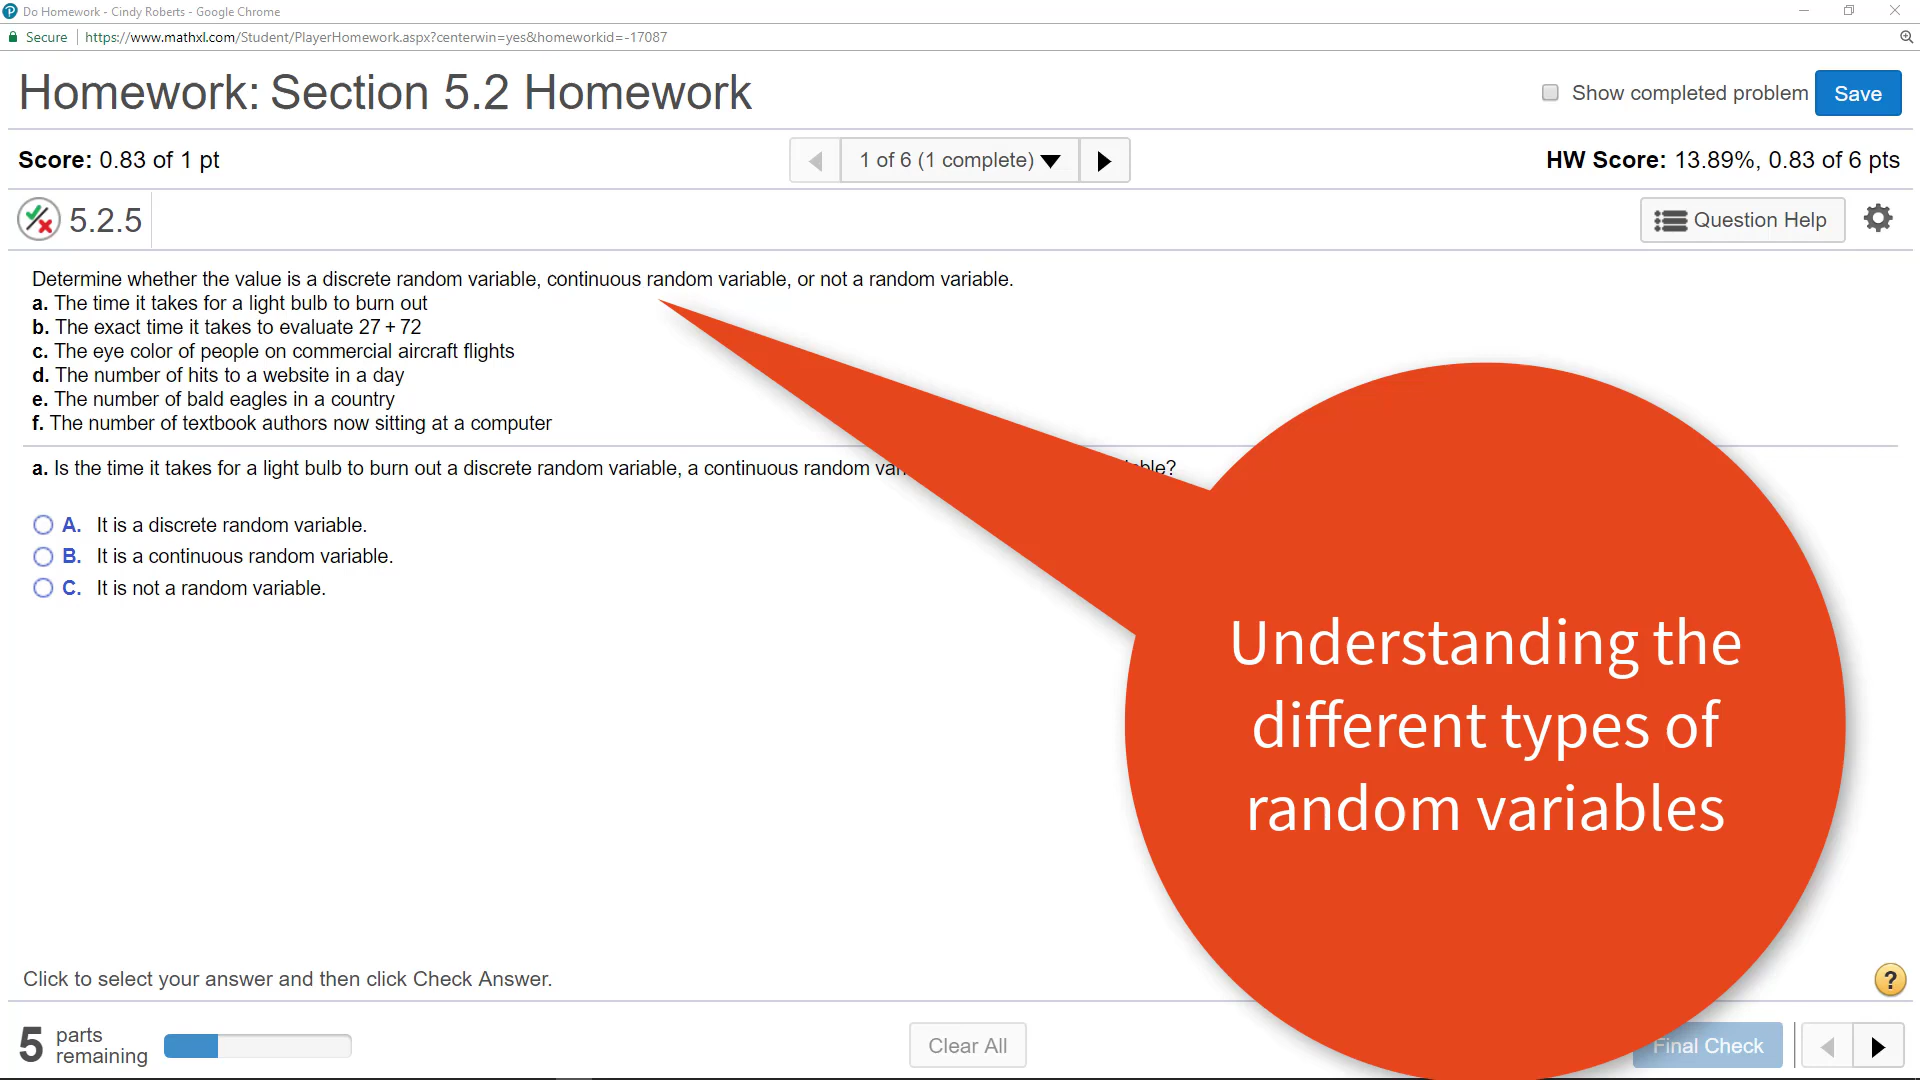 Do Homework - Cindy Roberts - Google Chrome
Secure https://www.mathxl.com/Student/PlayerHomework.aspx?centerwin=yes&homeworkid=-17087
Homework: Section 5.2 Homework
Show completed problem
Save
Score: 0.83 of 1 pt
1 of 6 (1 complete)
HW Score: 13.89%, 0.83 of 6 pts
5.2.5
Question Help
Determine whether the value is a discrete random variable, continuous random variable, or not a random variable.
a. The time it takes for a light bulb to burn out
b. The exact time it takes to evaluate 27 + 72
c. The eye color of people on commercial aircraft flights
d. The number of hits to a website in a day
e. The number of bald eagles in a country
f. The number of textbook authors now sitting at a computer
a. Is the time it takes for a light bulb to burn out a discrete random variable, a continuous random
A. It is a discrete random variable.
B. It is a continuous random variable.
C. It is not a random variable.
Understanding the
different types of
random variables
Click to select your answer and then click Check Answer.
?
5 parts
remaining
Clear All
Final Check